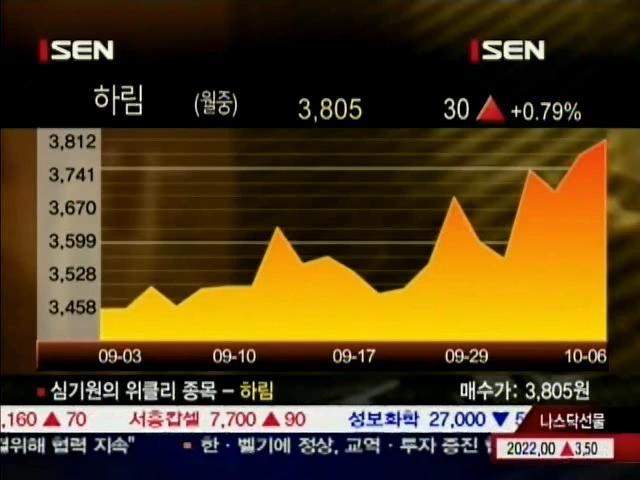 SEN SEN
하림 (월중) 3,805 30 ▲ +0.79%
3,812
3,741
3,670
3,599
3,528
3,458
09-03 09-10 09-17 09-29 10-06
심기원의 위클리 종목 – 하림 매수가: 3,805원
,160 ▲ 70 서흥캅셀 7,700 ▲ 90 성보화학 27,000 ▼ 나스닥선물
협력 지속” ▪ 한·벨기에 정상, 교역·투자 증진 2022,00 ▲3,50